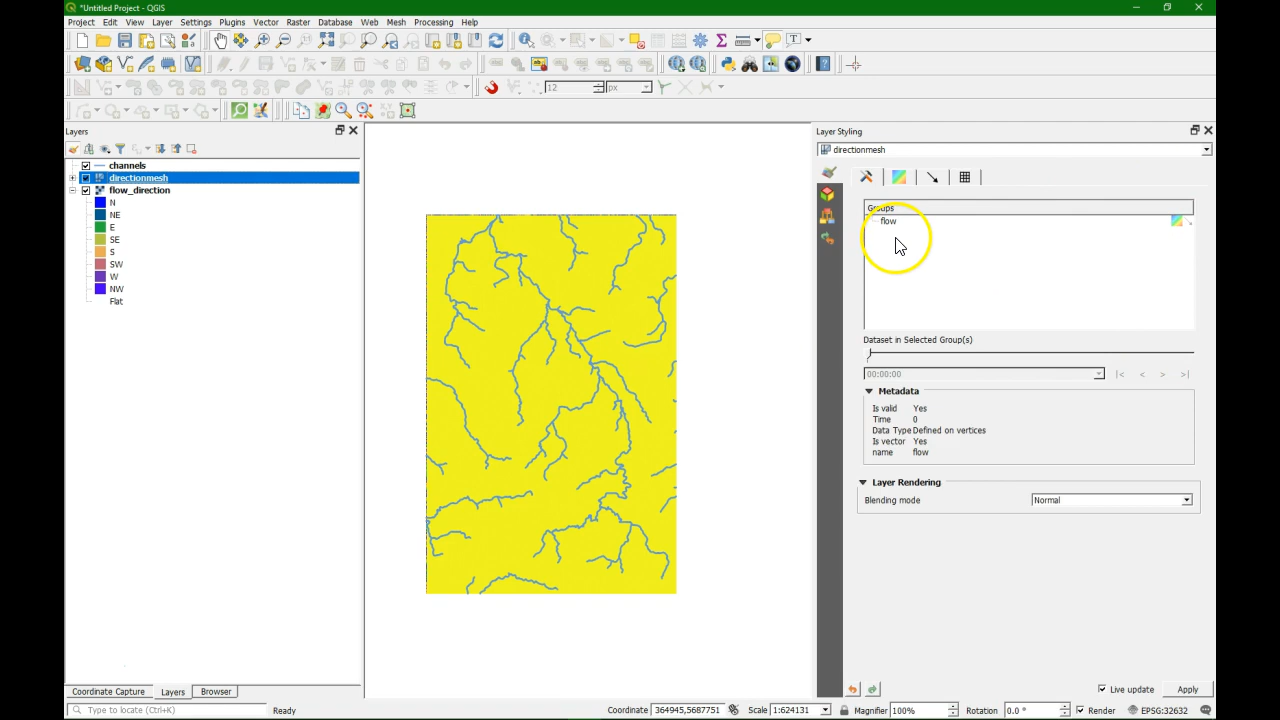 *Untitled Project - QGIS
Project Edit View Layer Settings Plugins Vector Raster Database Web Mesh Processing Help
12 px
Layers
Layer Styling
directionmesh
channels
directionmesh
flow_direction
N
NE
E
SE
S
SW
W
NW
Flat
Groups
flow
Dataset in Selected Group(s)
00:00:00
Metadata
Is valid Yes
Time 0
Data Type Defined on vertices
Is vector Yes
name flow
Layer Rendering
Blending mode Normal
Live update Apply
Coordinate Capture Layers Browser
Type to locate (Ctrl+K) Ready Coordinate 364945,5687751 Scale 1:624131 Magnifier 100% Rotation 0.0 ° Render EPSG:32632